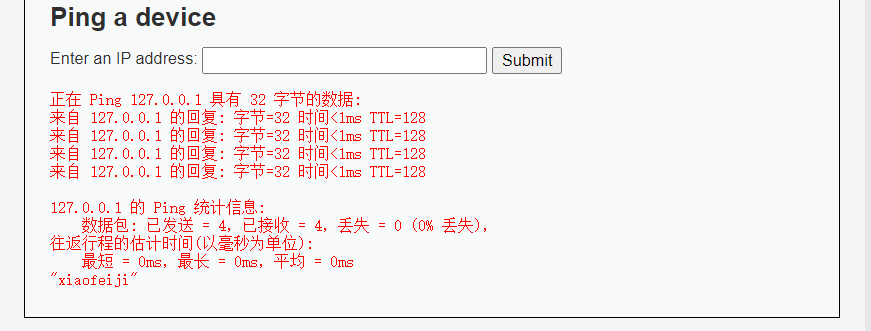 Ping a device
Enter an IP address: Submit
正在 Ping 127.0.0.1 具有 32 字节的数据:
来自 127.0.0.1 的回复: 字节=32 时间<1ms TTL=128
来自 127.0.0.1 的回复: 字节=32 时间<1ms TTL=128
来自 127.0.0.1 的回复: 字节=32 时间<1ms TTL=128
来自 127.0.0.1 的回复: 字节=32 时间<1ms TTL=128
127.0.0.1 的 Ping 统计信息:
数据包: 已发送 = 4，已接收 = 4，丢失 = 0 (0% 丢失)，
往返行程的估计时间(以毫秒为单位):
最短 = 0ms，最长 = 0ms，平均 = 0ms
"xiaofeiji"